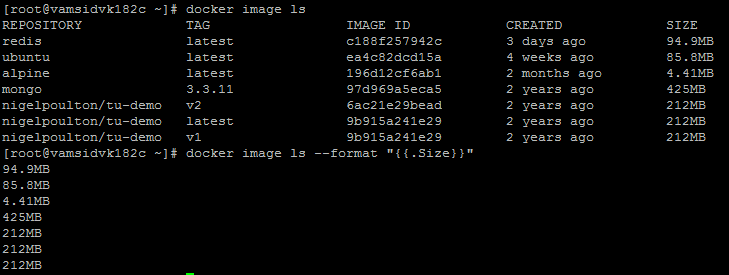 [root@vamsidvk182c ~]# docker image ls
REPOSITORY TAG IMAGE ID CREATED SIZE
redis latest c188f257942c 3 days ago 94.9MB
ubuntu latest ea4c82dcd15a 4 weeks ago 85.8MB
alpine latest 196d12cf6ab1 2 months ago 4.41MB
mongo 3.3.11 97d969a5eca5 2 years ago 425MB
nigelpoulton/tu-demo v2 6ac21e29bead 2 years ago 212MB
nigelpoulton/tu-demo latest 9b915a241e29 2 years ago 212MB
nigelpoulton/tu-demo v1 9b915a241e29 2 years ago 212MB
[root@vamsidvk182c ~]# docker image ls --format "{{.Size}}"
94.9MB
85.8MB
4.41MB
425MB
212MB
212MB
212MB